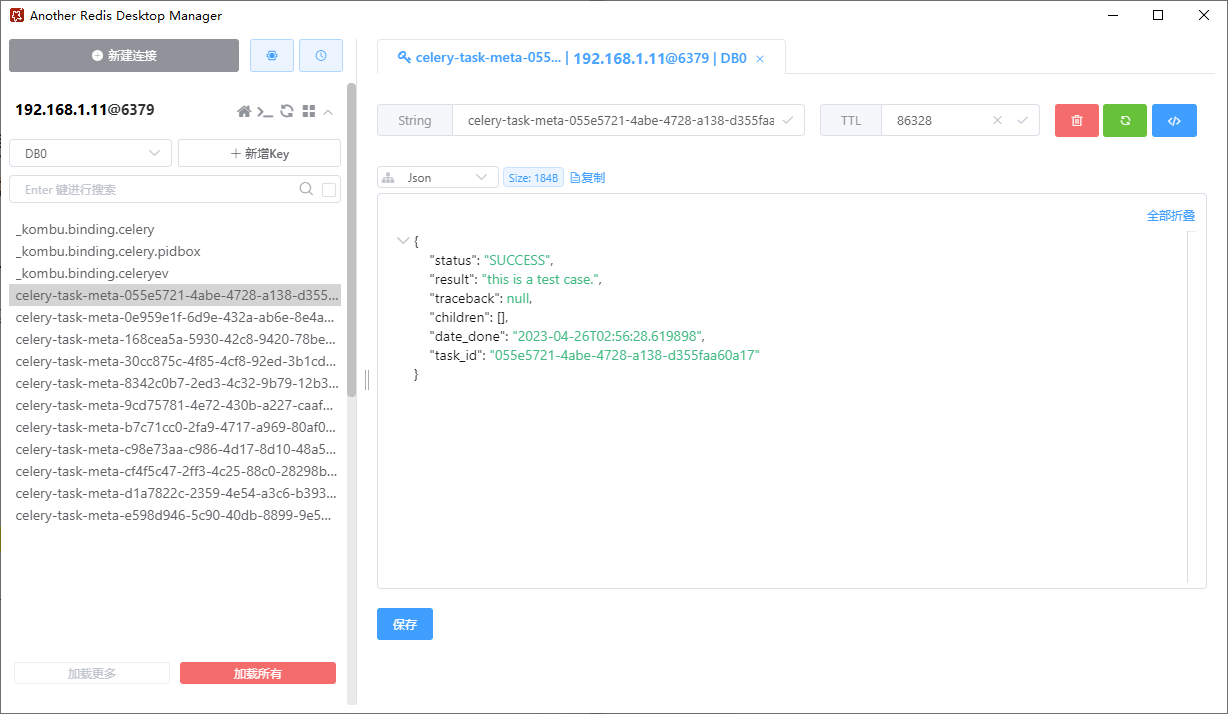 Another Redis Desktop Manager
新建连接
192.168.1.11@6379
DB0
新增Key
Enter 键进行搜索
_kombu.binding.celery
_kombu.binding.celery.pidbox
_kombu.binding.celeryev
celery-task-meta-055e5721-4abe-4728-a138-d355...
celery-task-meta-0e959e1f-6d9e-432a-ab6e-8e4a...
celery-task-meta-168cea5a-5930-42c8-9420-78be...
celery-task-meta-30cc875c-4f85-4cf8-92ed-3b1cd...
celery-task-meta-8342c0b7-2ed3-4c32-9b79-12b3...
celery-task-meta-9cd75781-4e72-430b-a227-caaf...
celery-task-meta-b7c71cc0-2fa9-4717-a969-80af0...
celery-task-meta-c98e73aa-c986-4d17-8d10-48a5...
celery-task-meta-cf4f5c47-2ff3-4c25-88c0-28298b...
celery-task-meta-d1a7822c-2359-4e54-a3c6-b393...
celery-task-meta-e598d946-5c90-40db-8899-9e5...
加载更多
加载所有
celery-task-meta-055... | 192.168.1.11@6379 | DB0
String
celery-task-meta-055e5721-4abe-4728-a138-d355faa
TTL
86328
Json
Size: 184B
复制
全部折叠
{
"status": "SUCCESS",
"result": "this is a test case.",
"traceback": null,
"children": [],
"date_done": "2023-04-26T02:56:28.619898",
"task_id": "055e5721-4abe-4728-a138-d355faa60a17"
}
保存